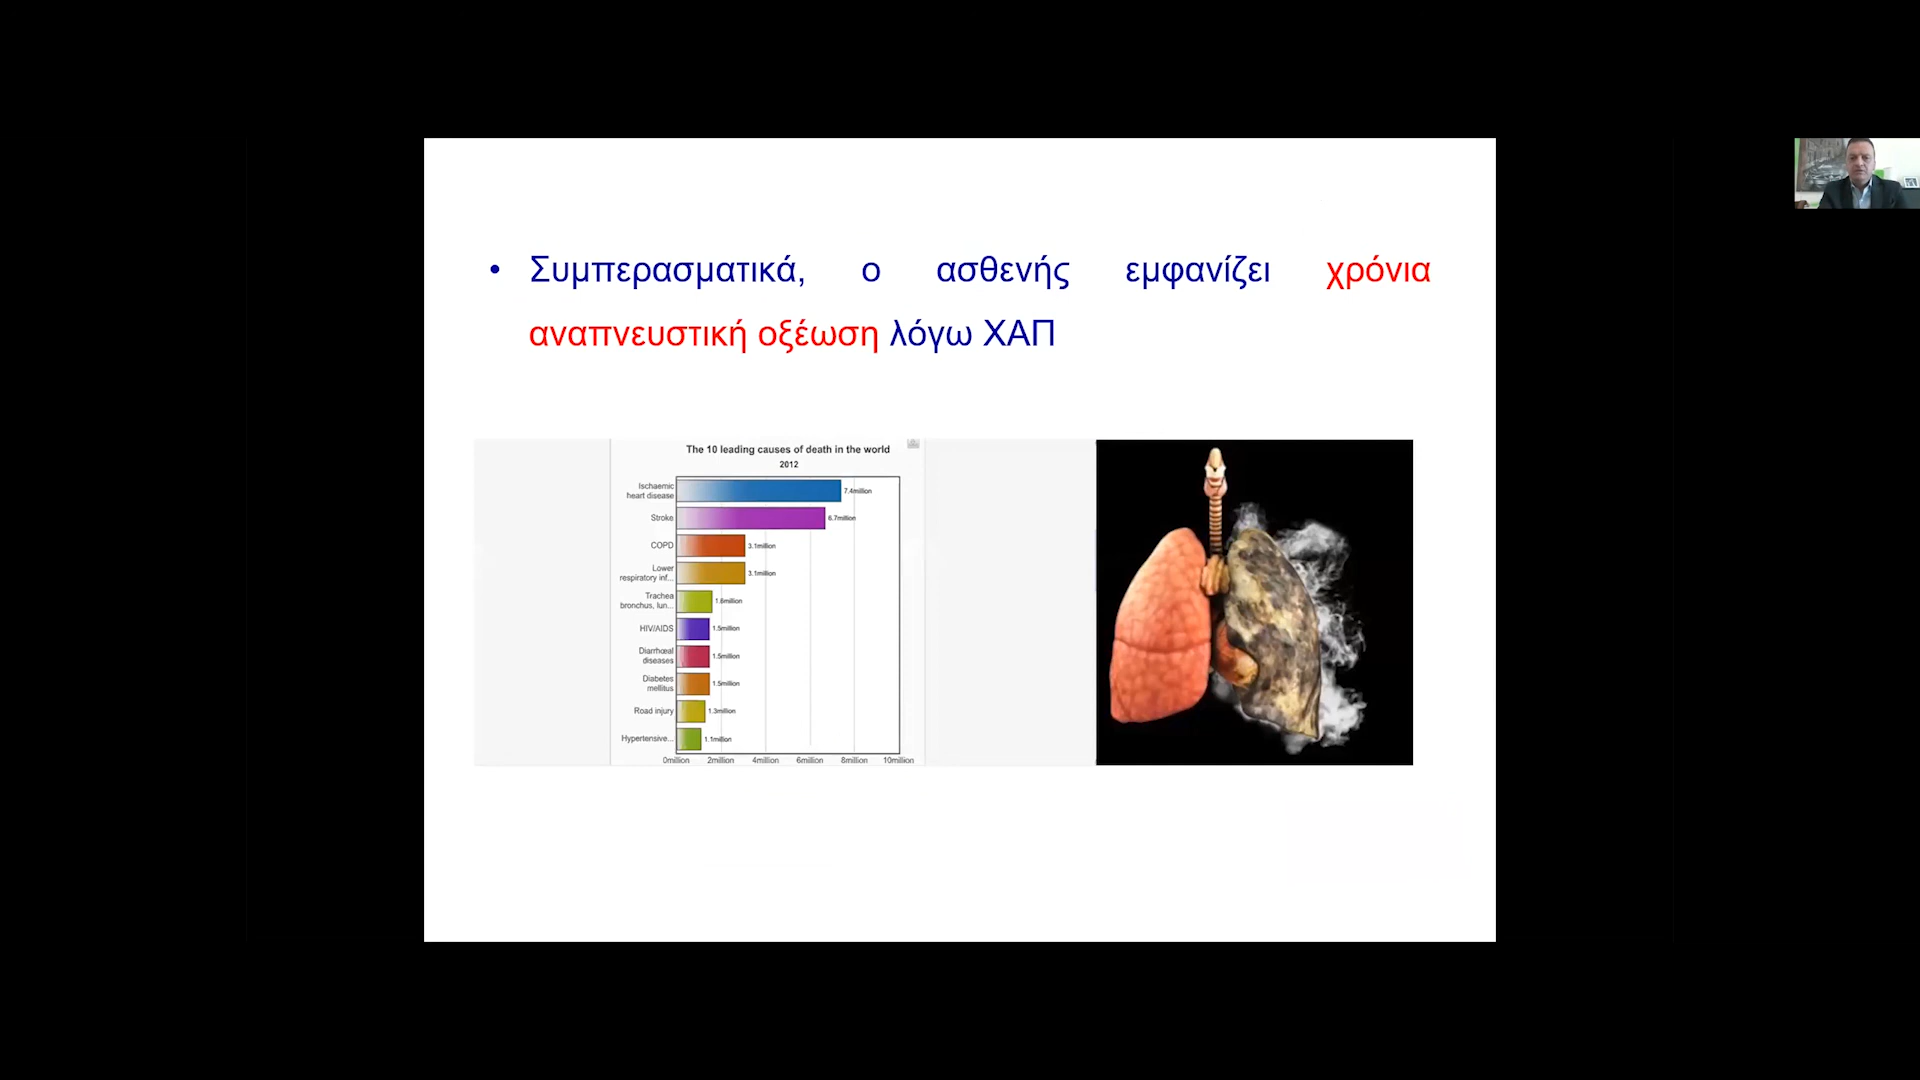 • Συμπερασματικά, ο ασθενής εμφανίζει χρόνια
αναπνευστική οξέωση λόγω ΧΑΠ
The 10 leading causes of death in the world
2012
Ischaemic
heart disease
7.4million
Stroke
6.7million
COPD
3.1million
Lower
respiratory inf...
3.1million
Trachea
bronchus, lun...
1.6million
HIV/AIDS
1.5million
Diarrhœal
diseases
1.5million
Diabetes
mellitus
1.5million
Road injury
1.3million
Hypertensive...
1.1million
0million 2million 4million 6million 8million 10million